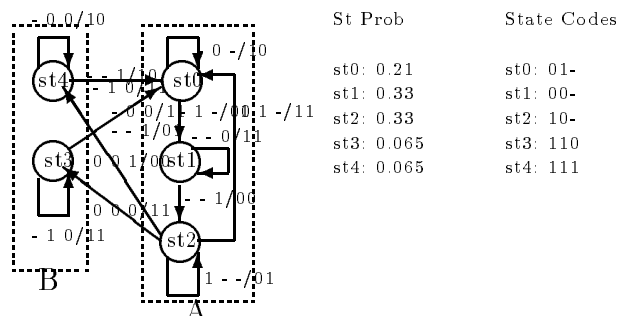 - 0 0/10
0 -/10
st4
st0
- 1/10
- 1 0/
- 0 0/11
1 -/00
0 1 -/11
- - 1/01
- - 0/11
st3
st1
0 0 1/00
- - 1/00
0 0 0/11
- 1 0/11
st2
1 - -/01
B
A
St Prob
st0: 0.21
st1: 0.33
st2: 0.33
st3: 0.065
st4: 0.065
State Codes
st0: 01-
st1: 00-
st2: 10-
st3: 110
st4: 111